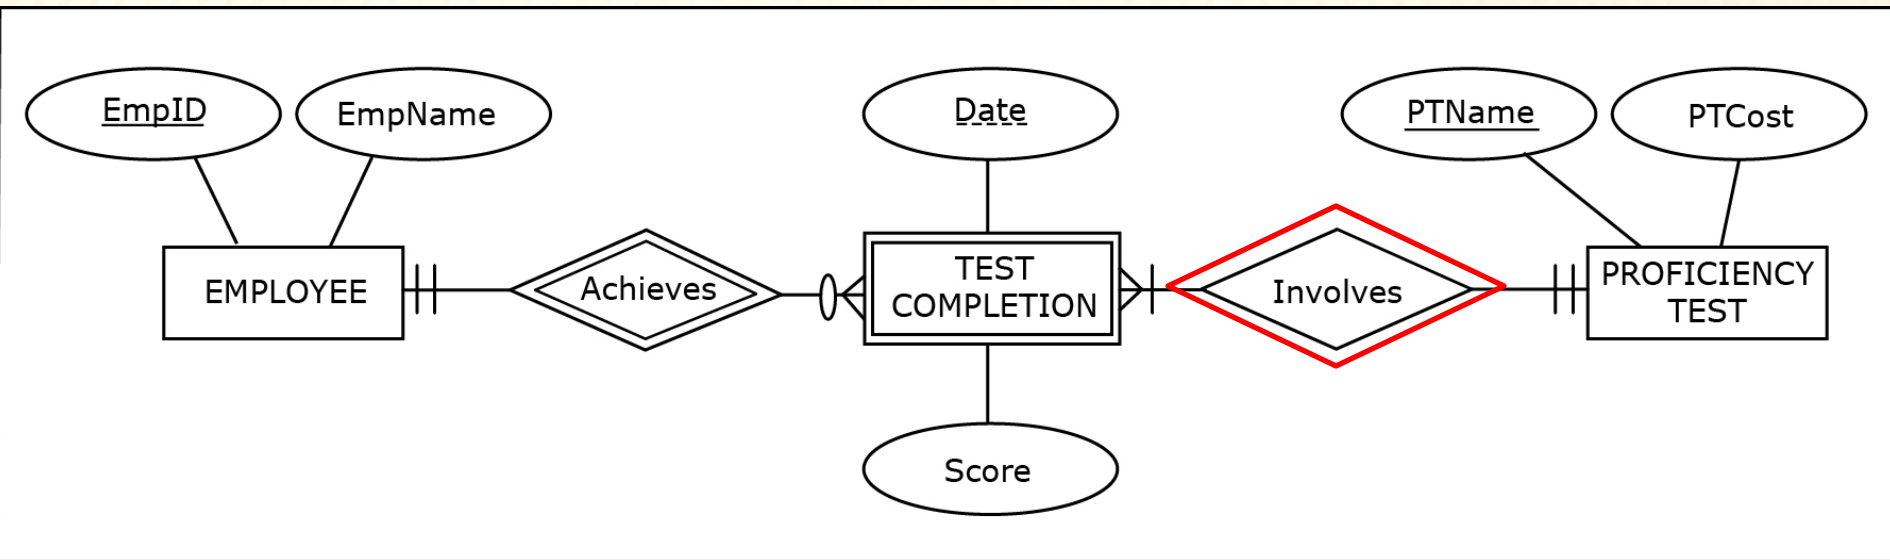 EmpID
EmpName
Date
PTName
PTCost
EMPLOYEE
Achieves
TEST
COMPLETION
Involves
PROFICIENCY
TEST
Score